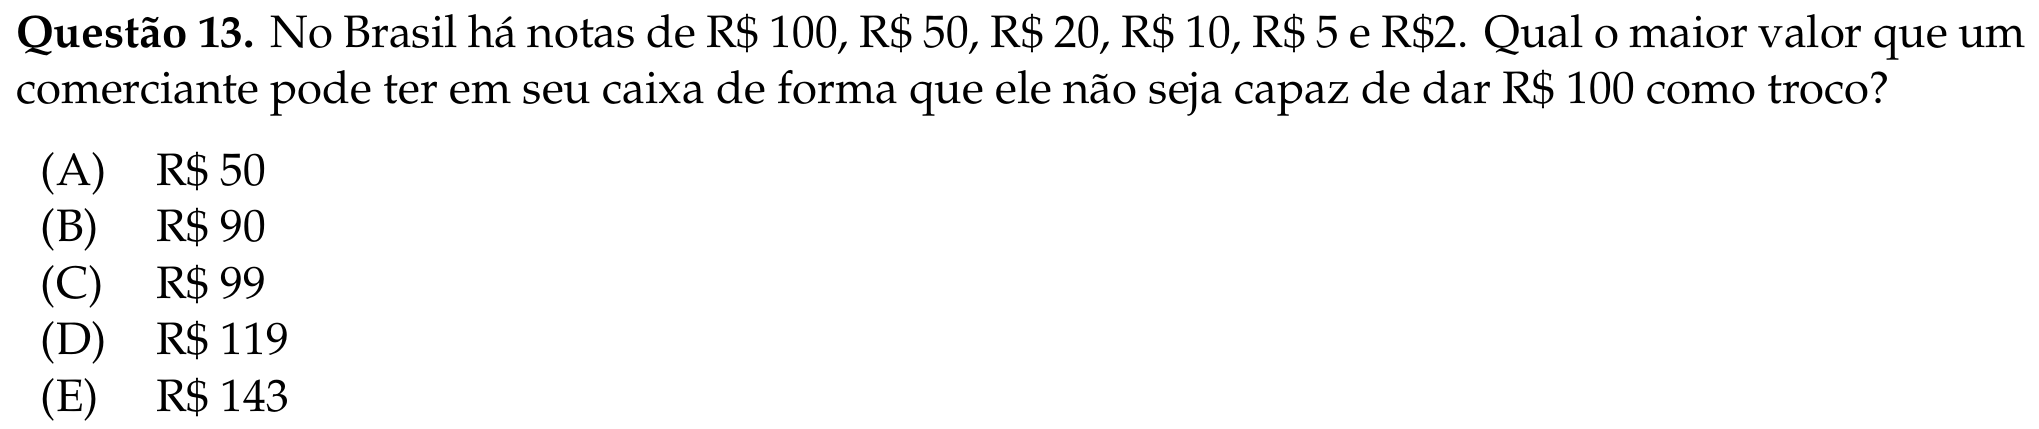 Questão 13. No Brasil há notas de R$ 100, R$ 50, R$ 20, R$ 10, R$ 5 e R$2. Qual o maior valor que um
comerciante pode ter em seu caixa de forma que ele não seja capaz de dar R$ 100 como troco?
(A) R$ 50
(B) R$ 90
(C) R$ 99
(D) R$ 119
(E) R$ 143